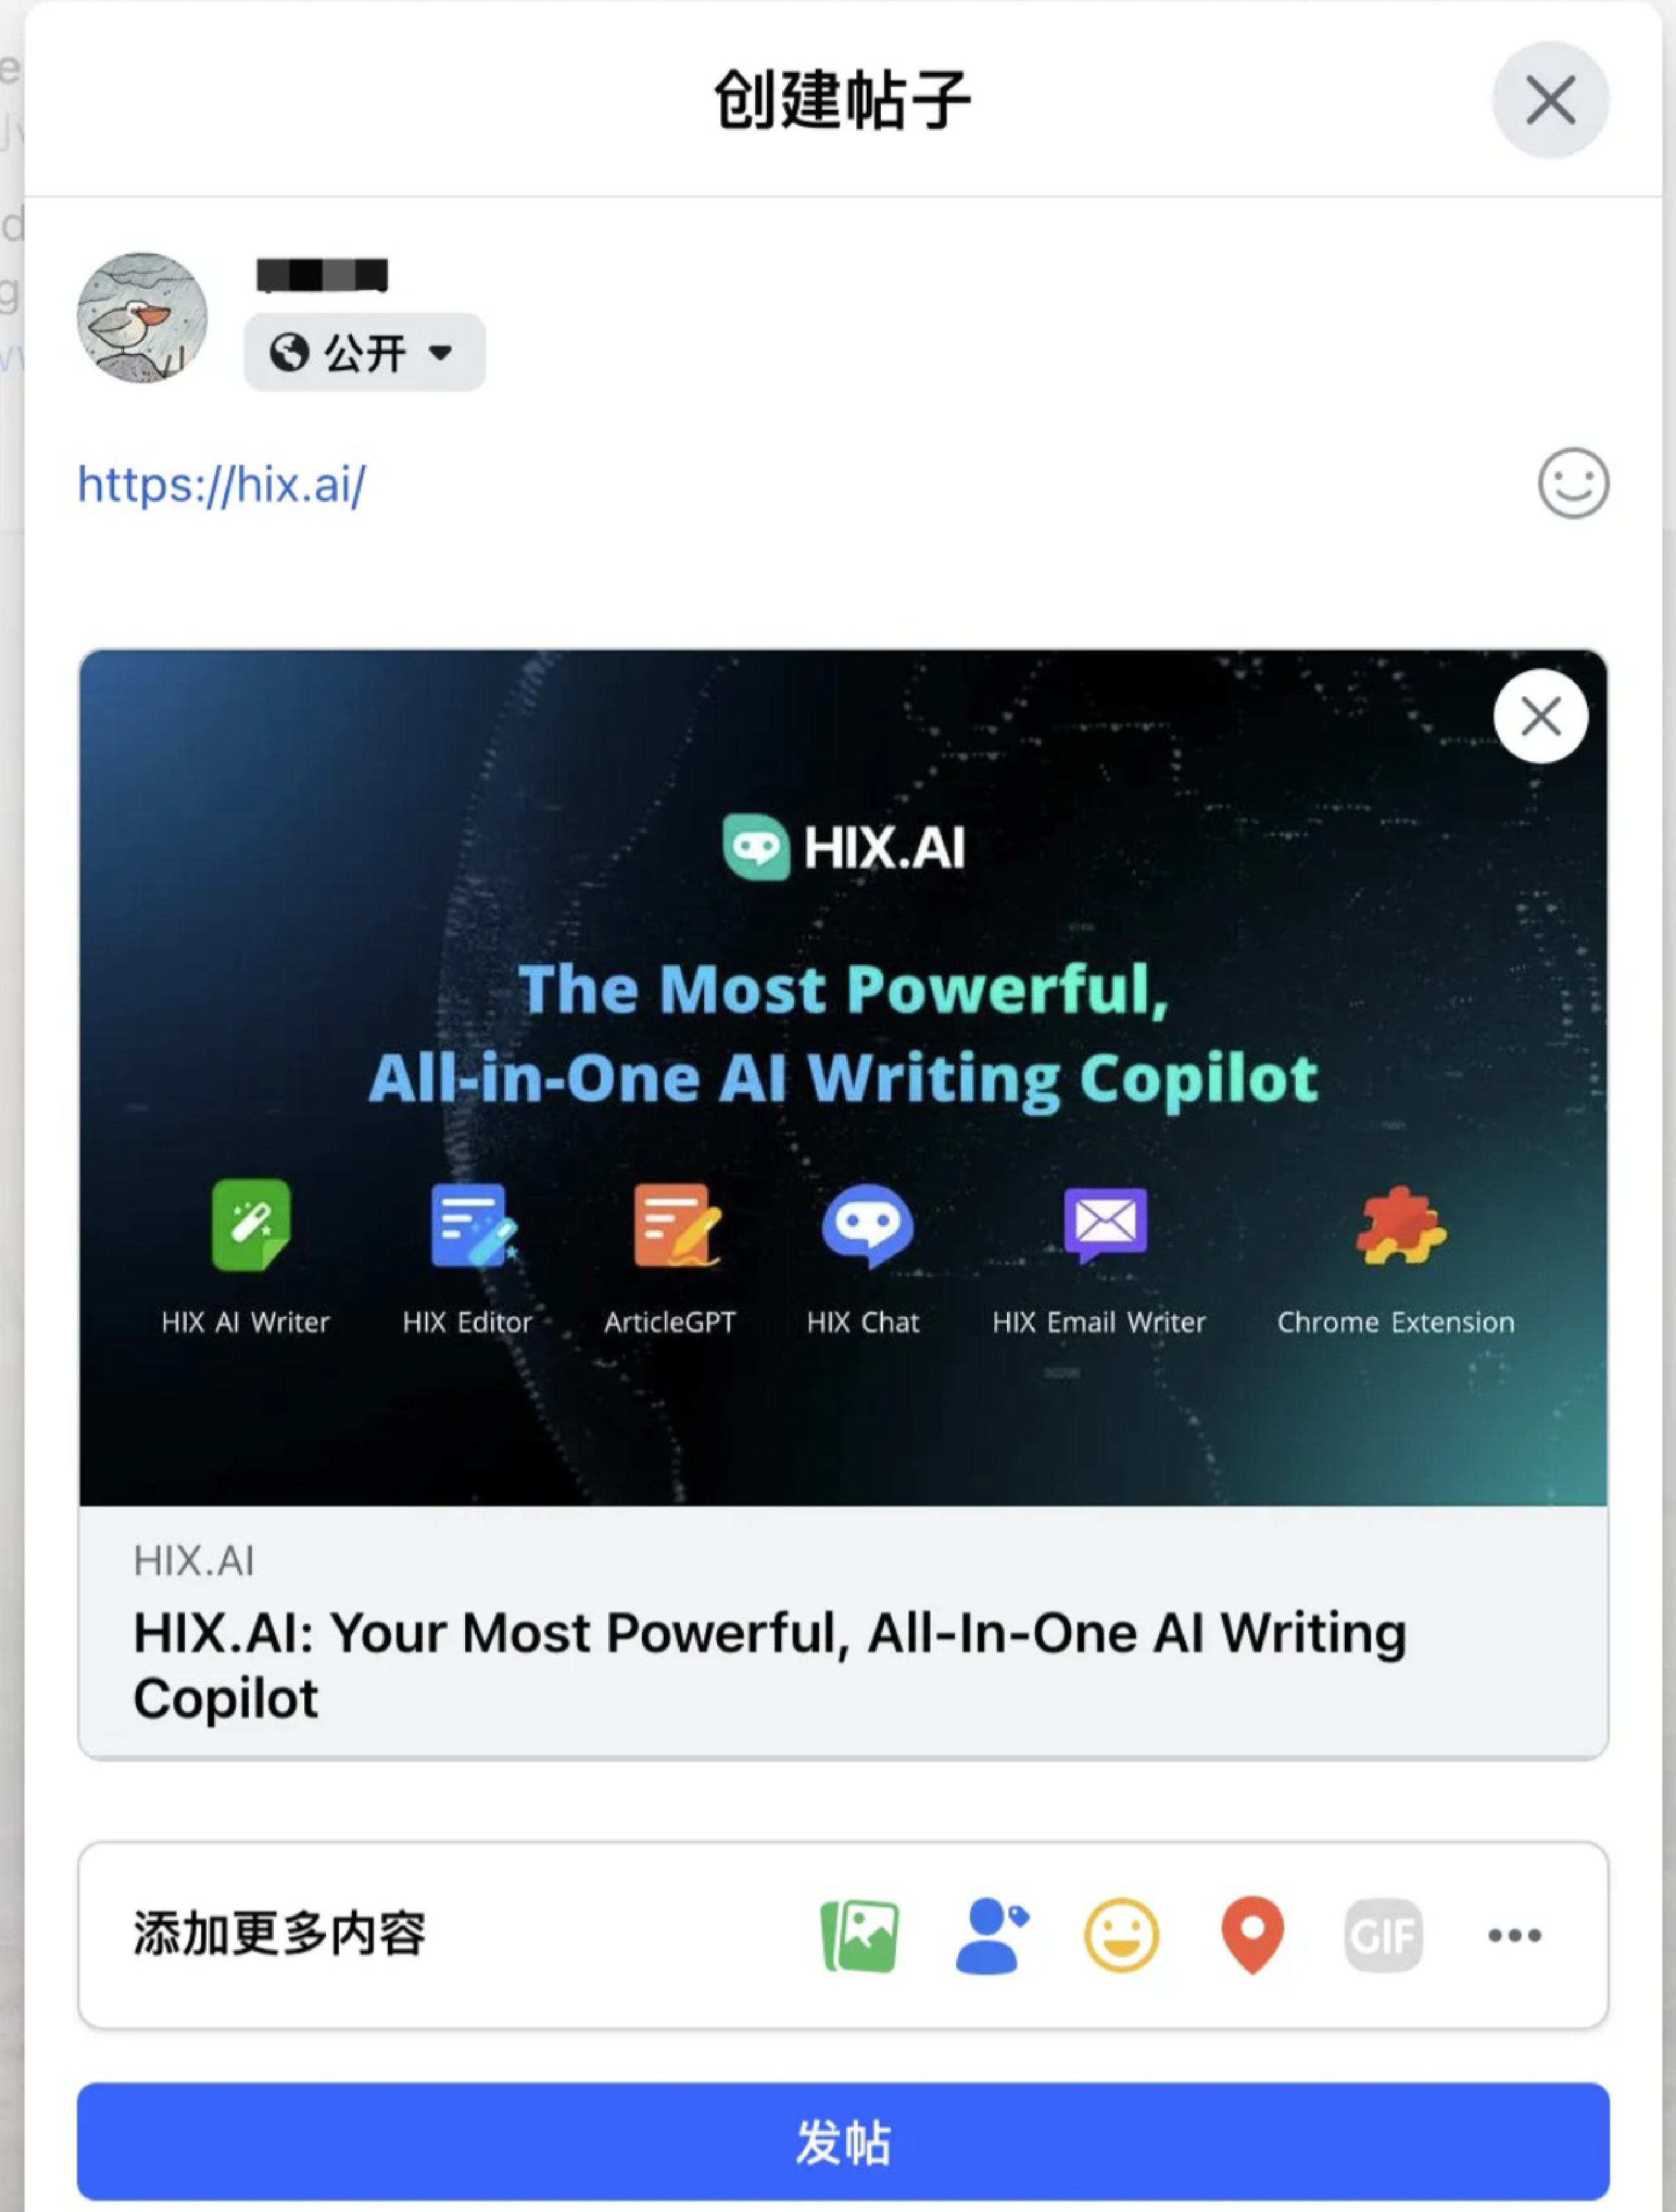 创建帖子
公开
https://hix.ai/
HIX.AI
The Most Powerful,
All-in-One AI Writing Copilot
HIX AI Writer HIX Editor ArticleGPT HIX Chat HIX Email Writer Chrome Extension
HIX.AI
HIX.AI: Your Most Powerful, All-In-One AI Writing
Copilot
添加更多内容
GIF
发帖